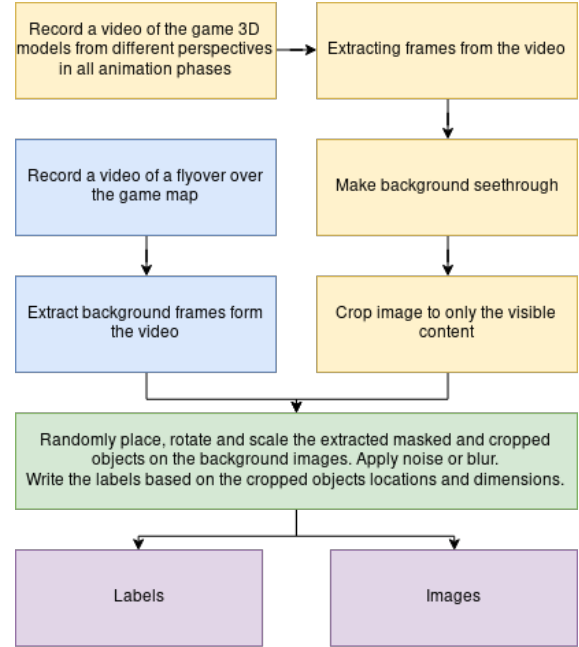 Record a video of the game 3D
models from different perspectives
in all animation phases
Extracting frames from the video
Record a video of a flyover over
the game map
Make background seethrough
Extract background frames form
the video
Crop image to only the visible
content
Randomly place, rotate and scale the extracted masked and cropped
objects on the background images. Apply noise or blur.
Write the labels based on the cropped objects locations and dimensions.
Labels
Images